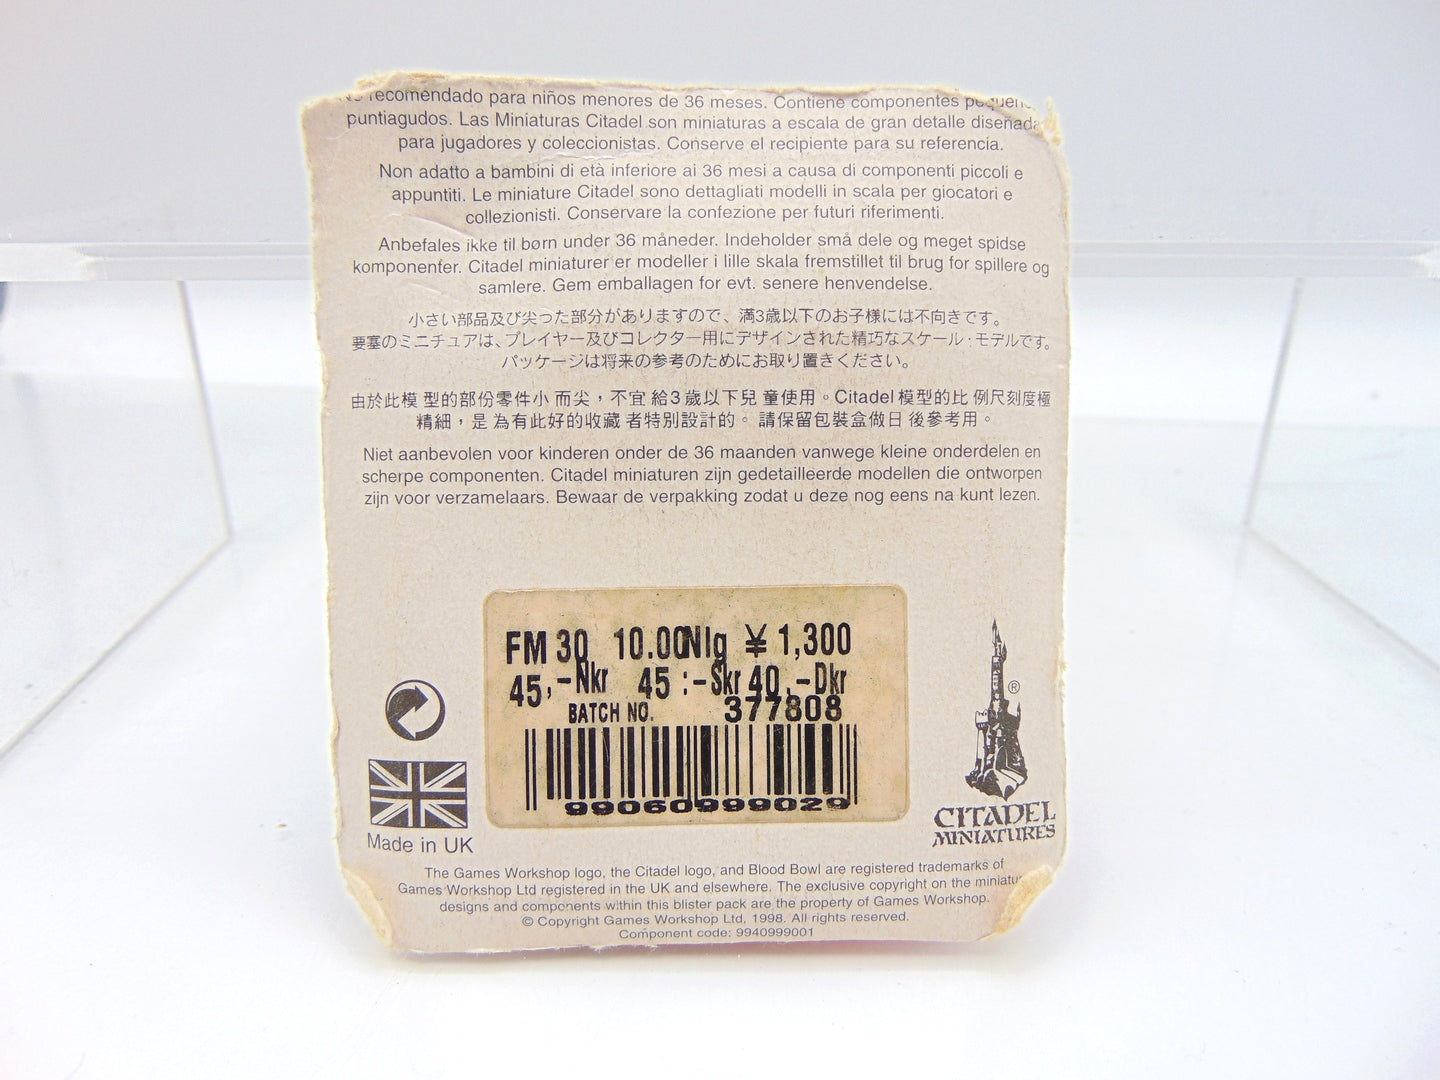 recomendado para niños menores de 36 meses. Contiene componentes
puntiagudos. Las Miniaturas Citadel son miniaturas a escala de gran detalle diseñada
para jugadores y coleccionistas. Conserve el recipiente para su referencia.
Non adatto a bambini di età inferiore ai 36 mesi a causa di componenti piccoli e
appuntiti. Le miniature Citadel sono dettagliati modelli in scala per giocatori e
collezionisti. Conservare la confezione per futuri riferimenti.
Anbefales ikke til børn under 36 måneder. Indeholder små dele og meget spidse
komponenter. Citadel miniaturer er modeller i lille skala fremstillet til brug for spillere og
samlere. Gem emballagen for evt. senere henvendelse.
小さい部品及び尖った部分がありますので、満3歳以下のお子様には不向きです。
要塞のミニチュアは、プレイヤー及びコレクター用にデザインされた精巧なスケール・モデルです。
パッケージは将来の参考のためにお取り置きください。
由於此模型的部份零件小而尖,不宜給3歲以下兒童使用。Citadel模型的比例尺刻度極
精細,是為有此好的收藏者特別設計的。請保留包裝盒做日後參考用。
Niet aanbevolen voor kinderen onder de 36 maanden vanwege kleine onderdelen en
scherpe componenten. Citadel miniaturen zijn gedetailleerde modellen die ontworpen
zijn voor verzamelaars. Bewaar de verpakking zodat u deze nog eens na kunt lezen.
FM 30 10.00Nlg ¥ 1,300
45,-Nkr 45:-Skr 40,-Dkr
BATCH NO. 377808
99060999029
Made in UK
®
CITADEL
MINIATURES
The Games Workshop logo, the Citadel logo, and Blood Bowl are registered trademarks of
Games Workshop Ltd registered in the UK and elsewhere. The exclusive copyright on the
designs and components within this blister pack are the property of Games Workshop.
© Copyright Games Workshop Ltd, 1998. All rights reserved.
Component code: 9940999001